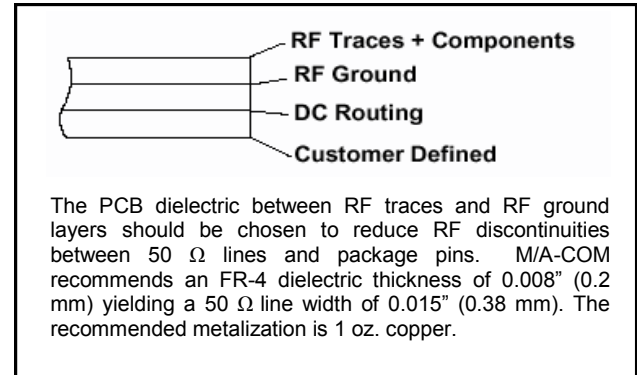 RF Traces + Components
RF Ground
DC Routing
Customer Defined
The PCB dielectric between RF traces and RF ground
layers should be chosen to reduce RF discontinuities
between 50 Ω lines and package pins. M/A-COM
recommends an FR-4 dielectric thickness of 0.008” (0.2
mm) yielding a 50 Ω line width of 0.015” (0.38 mm). The
recommended metalization is 1 oz. copper.